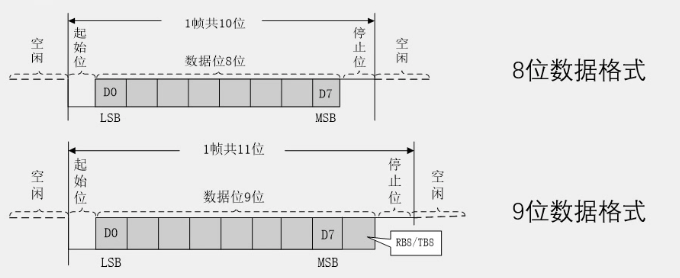 1帧共10位
空闲
起始位
数据位8位
停止位
空闲
D0
D7
LSB
MSB
8位数据格式
1帧共11位
空闲
起始位
数据位9位
停止位
空闲
D0
D7
RB8/TB8
LSB
MSB
9位数据格式